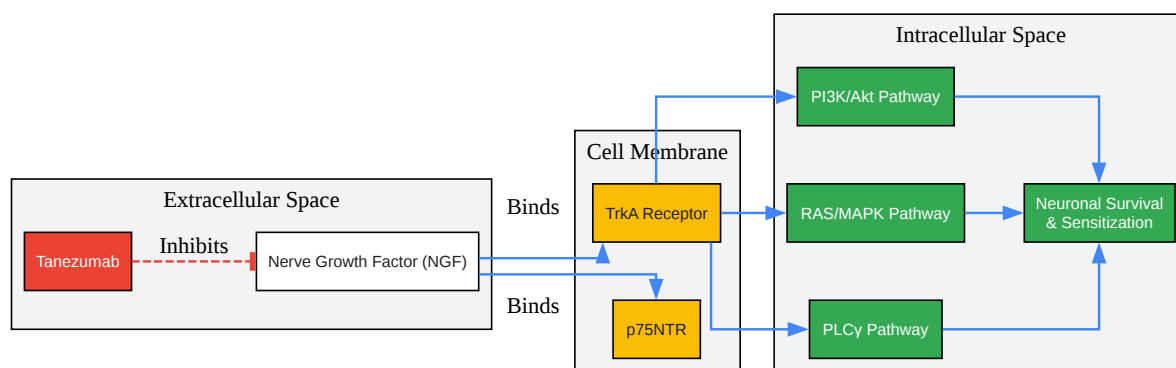 Intracellular Space
PI3K/Akt Pathway
Cell Membrane
Extracellular Space
Binds
TrkA Receptor
RAS/MAPK Pathway
Neuronal Survival
& Sensitization
Tanezumab
Inhibits
Nerve Growth Factor (NGF)
Binds
p75NTR
PLCγ Pathway